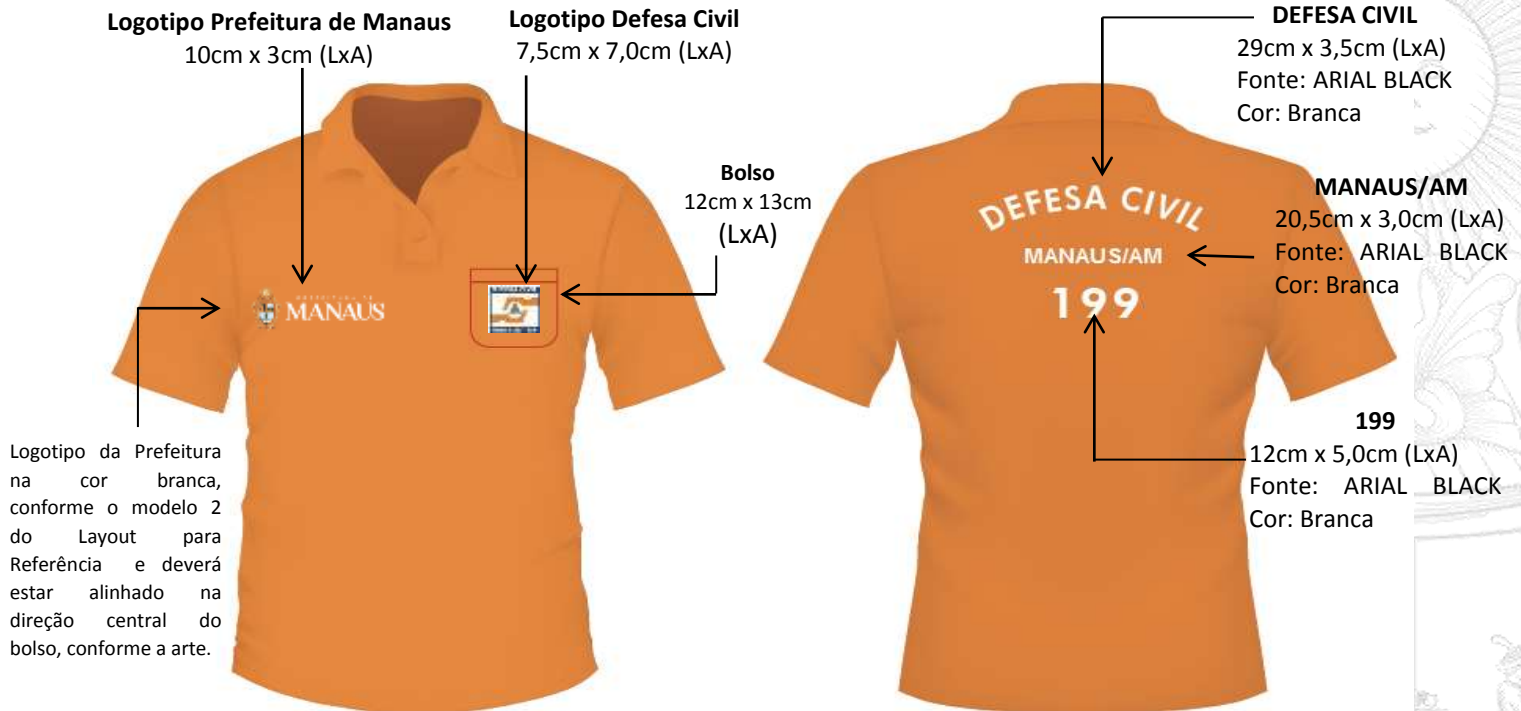 Logotipo Prefeitura de Manaus
10cm x 3cm (LxA)
Logotipo Defesa Civil
7,5cm x 7,0cm (LxA)
Bolso
12cm x 13cm
(LxA)
MANAUS
Logotipo da Prefeitura
na cor branca,
conforme o modelo 2
do Layout para
Referência e deverá
estar alinhado na
direção central do
bolso, conforme a arte.
DEFESA CIVIL
29cm x 3,5cm (LxA)
Fonte: ARIAL BLACK
Cor: Branca
DEFESA CIVIL
MANAUS/AM
199
MANAUS/AM
20,5cm x 3,0cm (LxA)
Fonte: ARIAL BLACK
Cor: Branca
199
12cm x 5,0cm (LxA)
Fonte: ARIAL BLACK
Cor: Branca